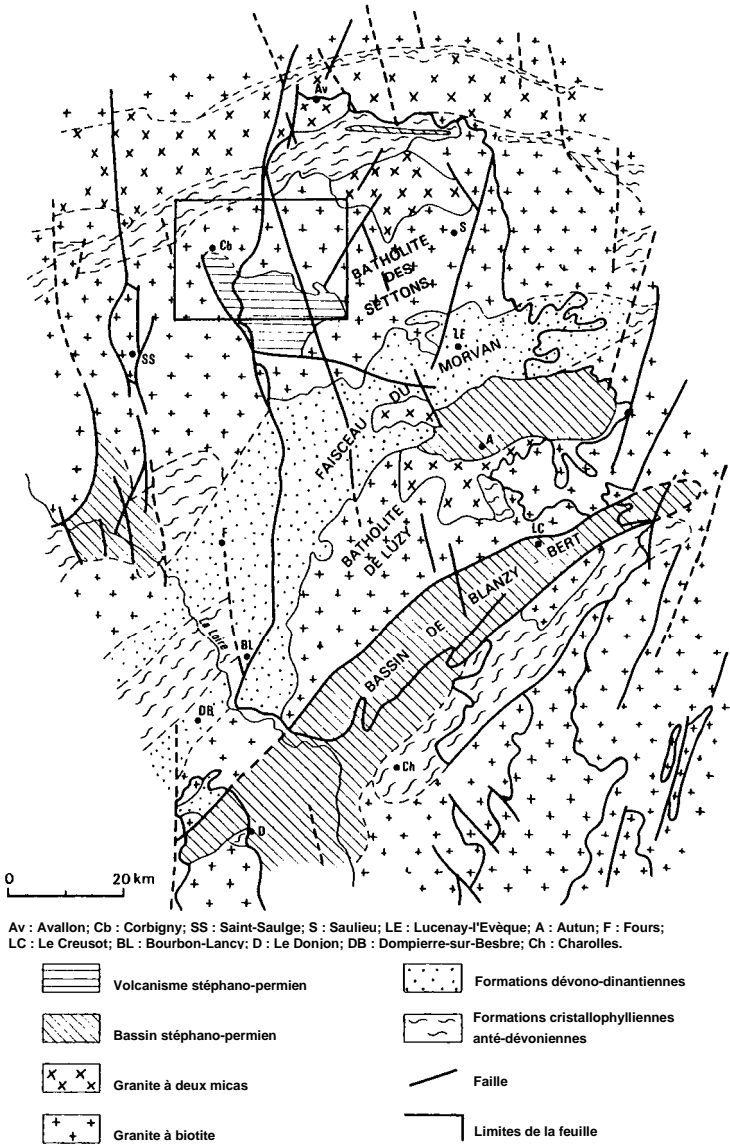 Av
Cb
S
BATHOLITE
DES
SETTONS
LE
SS
FAISCEAU DU MORVAN
A
F
BATHOLITE
DE LUZY
LC
BASSIN DE BLANZY BERT
La Loire
BL
DB
Ch
D
0 20 km
Av : Avallon; Cb : Corbigny; SS : Saint-Saulge; S : Saulieu; LE : Lucenay-l'Evèque; A : Autun; F : Fours;
LC : Le Creusot; BL : Bourbon-Lancy; D : Le Donjon; DB : Dompierre-sur-Besbre; Ch : Charolles.
Volcanisme stéphano-permien
Formations dévono-dinantiennes
Bassin stéphano-permien
Formations cristallophylliennes
anté-dévoniennes
Granite à deux micas
Faille
Granite à biotite
Limites de la feuille